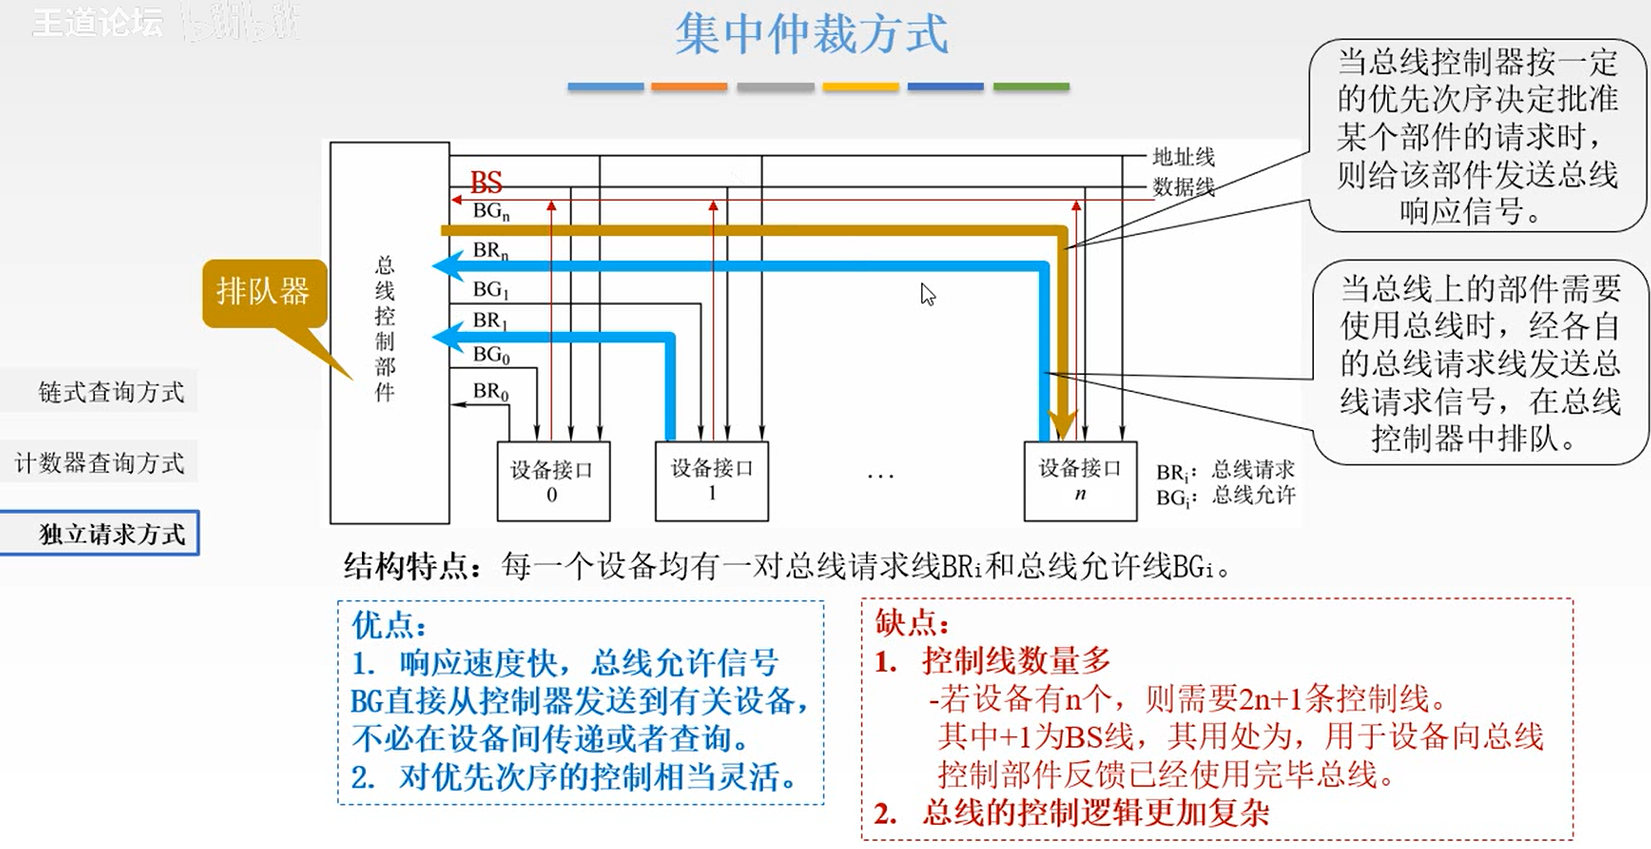 王道论坛 bilibili
集中仲裁方式
当总线控制器按一定
的优先次序决定批准
某个部件的请求时，
则给该部件发送总线
响应信号。
地址线
数据线
BS
BGn
BRn
BG1
BR1
BG0
BR0
总线控制部件
排队器
当总线上的部件需要
使用总线时，经各自
的总线请求线发送总
线请求信号，在总线
控制器中排队。
链式查询方式
计数器查询方式
独立请求方式
设备接口
0
设备接口
1
...
设备接口
n
BRi：总线请求
BGi：总线允许
结构特点：每一个设备均有一对总线请求线BRi和总线允许线BGi。
优点：
1. 响应速度快，总线允许信号
BG直接从控制器发送到有关设备，
不必在设备间传递或者查询。
2. 对优先次序的控制相当灵活。
缺点：
1. 控制线数量多
-若设备有n个，则需要2n+1条控制线。
其中+1为BS线，其用处为，用于设备向总线
控制部件反馈已经使用完毕总线。
2. 总线的控制逻辑更加复杂